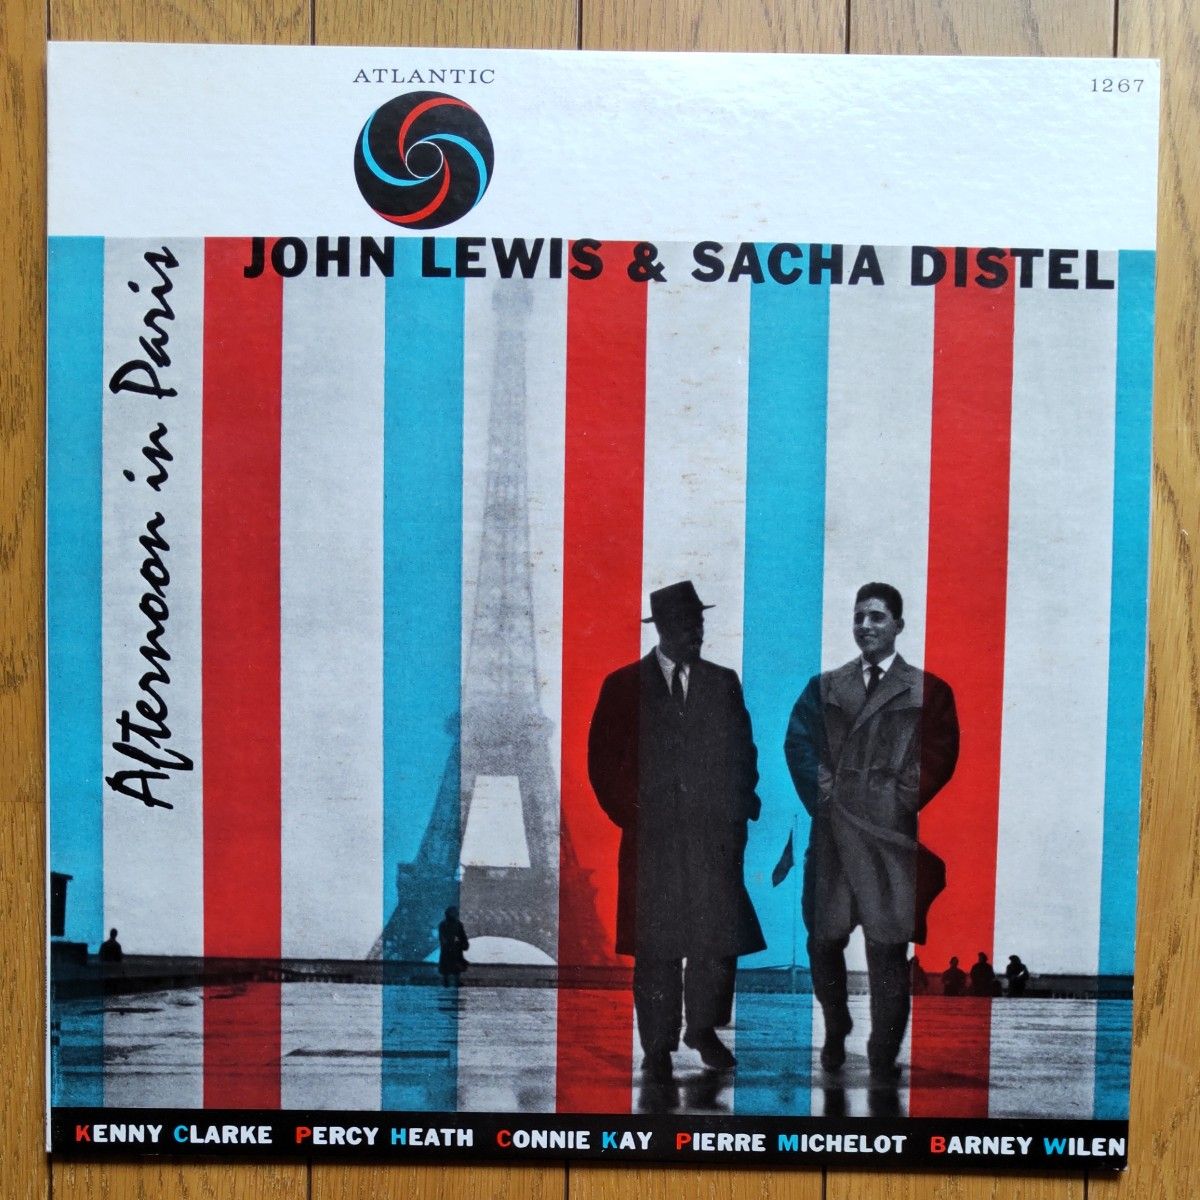 ATLANTIC
1267
JOHN LEWIS & SACHA DISTEL
Afternoon in Paris
KENNY CLARKE PERCY HEATH CONNIE KAY PIERRE MICHELOT BARNEY WILEN